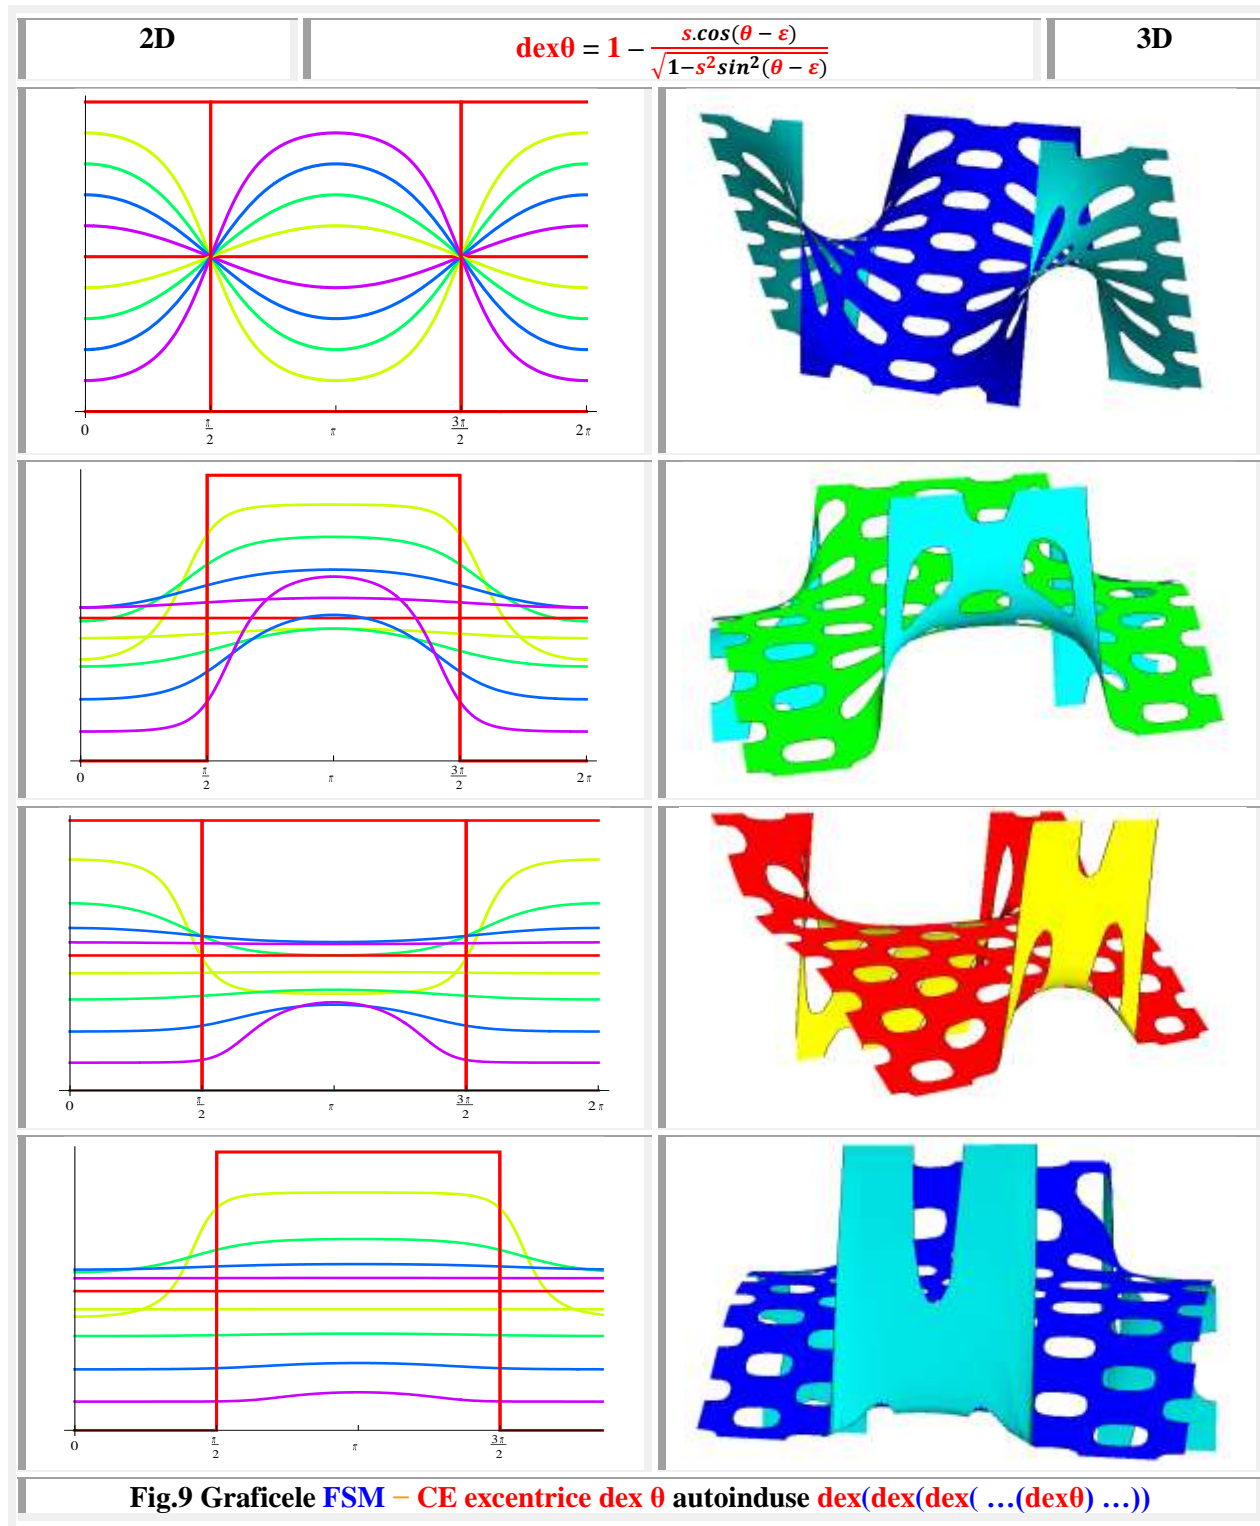 2D
dexθ = 1 − s.cos(θ − ε) / √1−s²sin²(θ − ε)
3D
0 π/2 π 3π/2 2π
0 π/2 π 3π/2 2π
0 π/2 π 3π/2 2π
0 π/2 π 3π/2
Fig.9 Graficele FSM – CE excentrice dex θ autoinduse dex(dex(dex( …(dexθ) …))